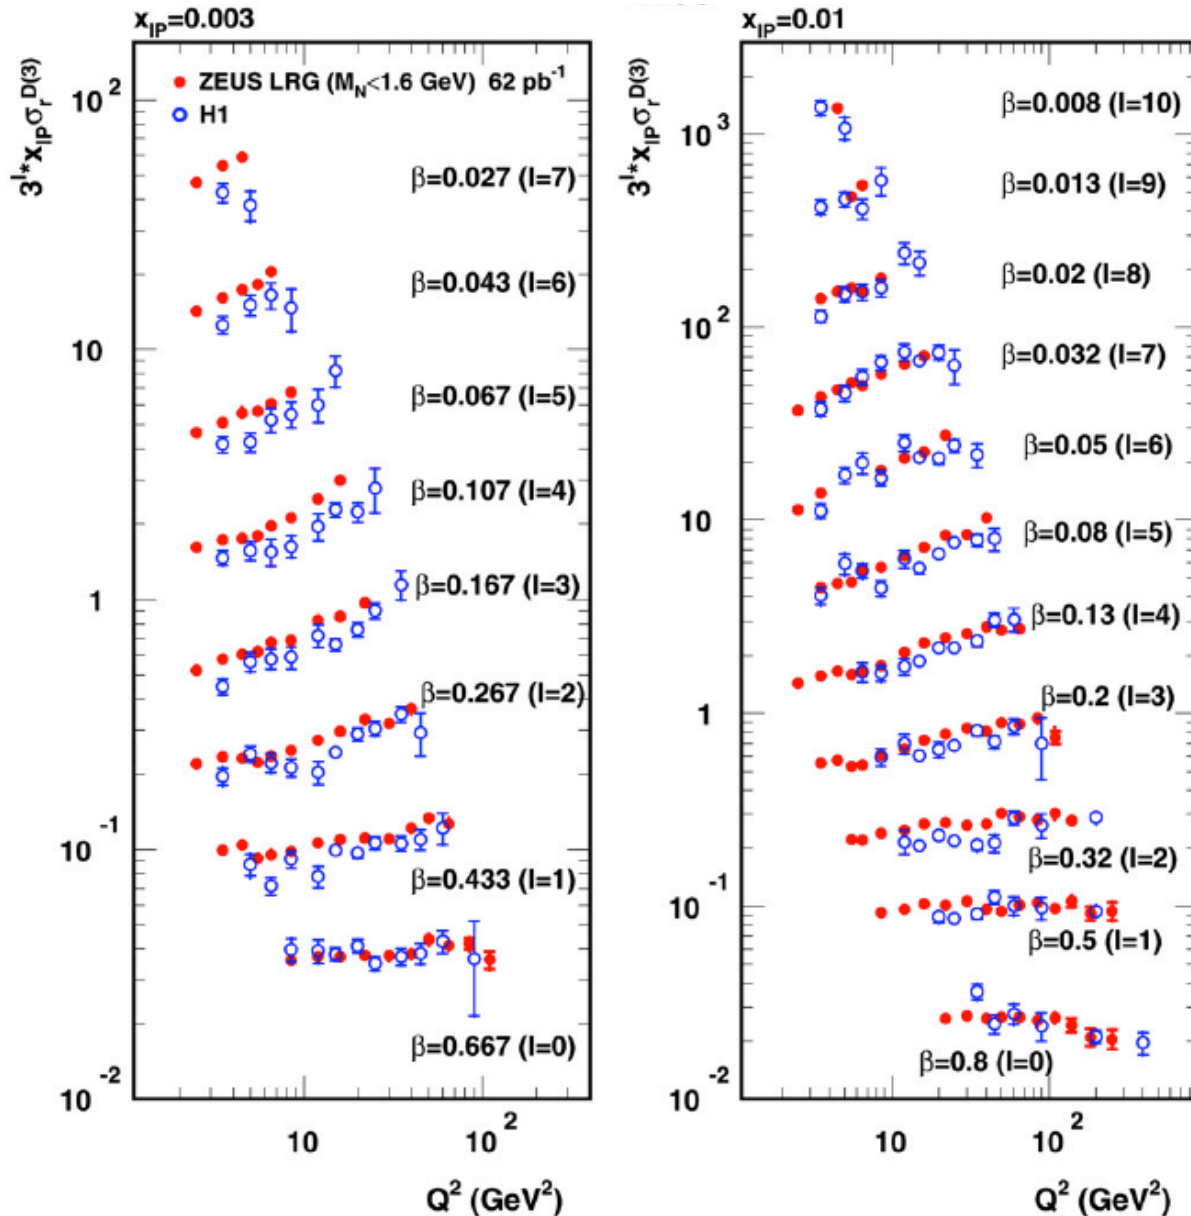 x_IP=0.003
3^l* x_IP σ_r^D(3)
10^2
10
1
10^-1
10^-2
ZEUS LRG (M_N<1.6 GeV) 62 pb^-1
H1
β=0.027 (l=7)
β=0.043 (l=6)
β=0.067 (l=5)
β=0.107 (l=4)
β=0.167 (l=3)
β=0.267 (l=2)
β=0.433 (l=1)
β=0.667 (l=0)
10
10^2
Q^2 (GeV^2)
x_IP=0.01
3^l* x_IP σ_r^D(3)
10^3
10^2
10
1
10^-1
10^-2
β=0.008 (l=10)
β=0.013 (l=9)
β=0.02 (l=8)
β=0.032 (l=7)
β=0.05 (l=6)
β=0.08 (l=5)
β=0.13 (l=4)
β=0.2 (l=3)
β=0.32 (l=2)
β=0.5 (l=1)
β=0.8 (l=0)
10
10^2
Q^2 (GeV^2)